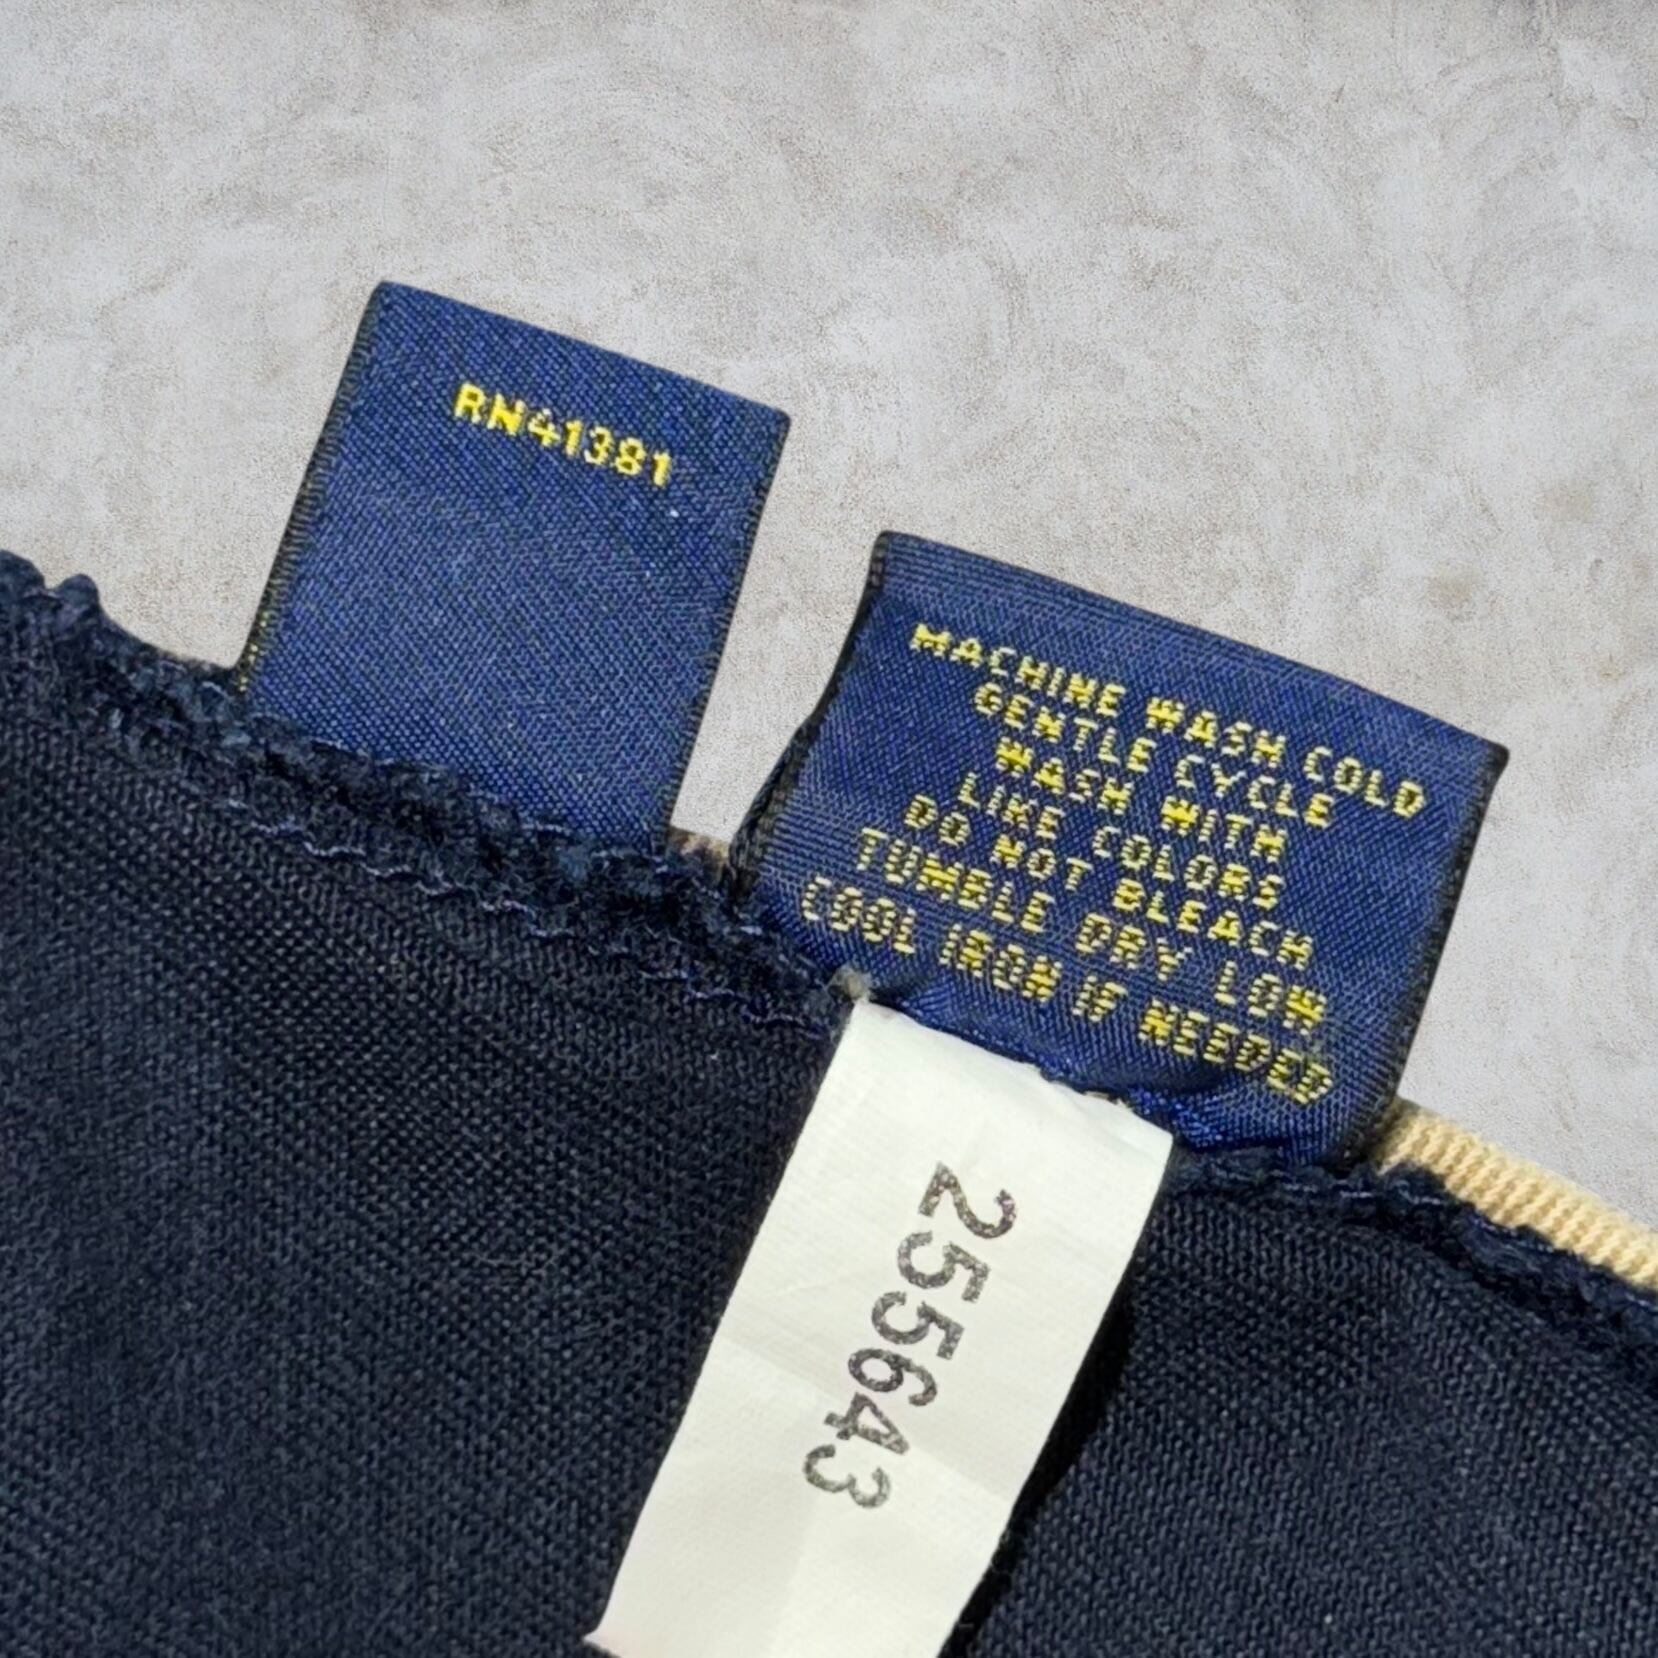 RN41381
MACHINE WASH COLD
GENTLE CYCLE
WASH WITH
LIKE COLORS
DO NOT BLEACH
TUMBLE DRY LOW
COOL IRON IF NEEDED
255643